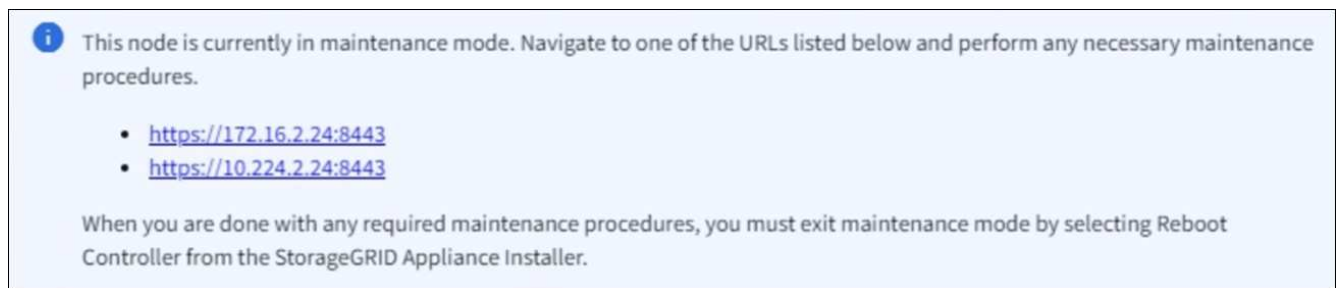 This node is currently in maintenance mode. Navigate to one of the URLs listed below and perform any necessary maintenance
procedures.
• https://172.16.2.24:8443
• https://10.224.2.24:8443
When you are done with any required maintenance procedures, you must exit maintenance mode by selecting Reboot
Controller from the StorageGRID Appliance Installer.